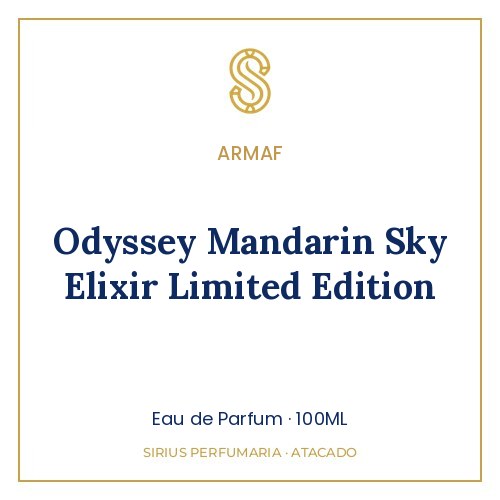 ARMAF
Odyssey Mandarin Sky
Elixir Limited Edition
Eau de Parfum · 100ML
SIRIUS PERFUMARIA · ATACADO